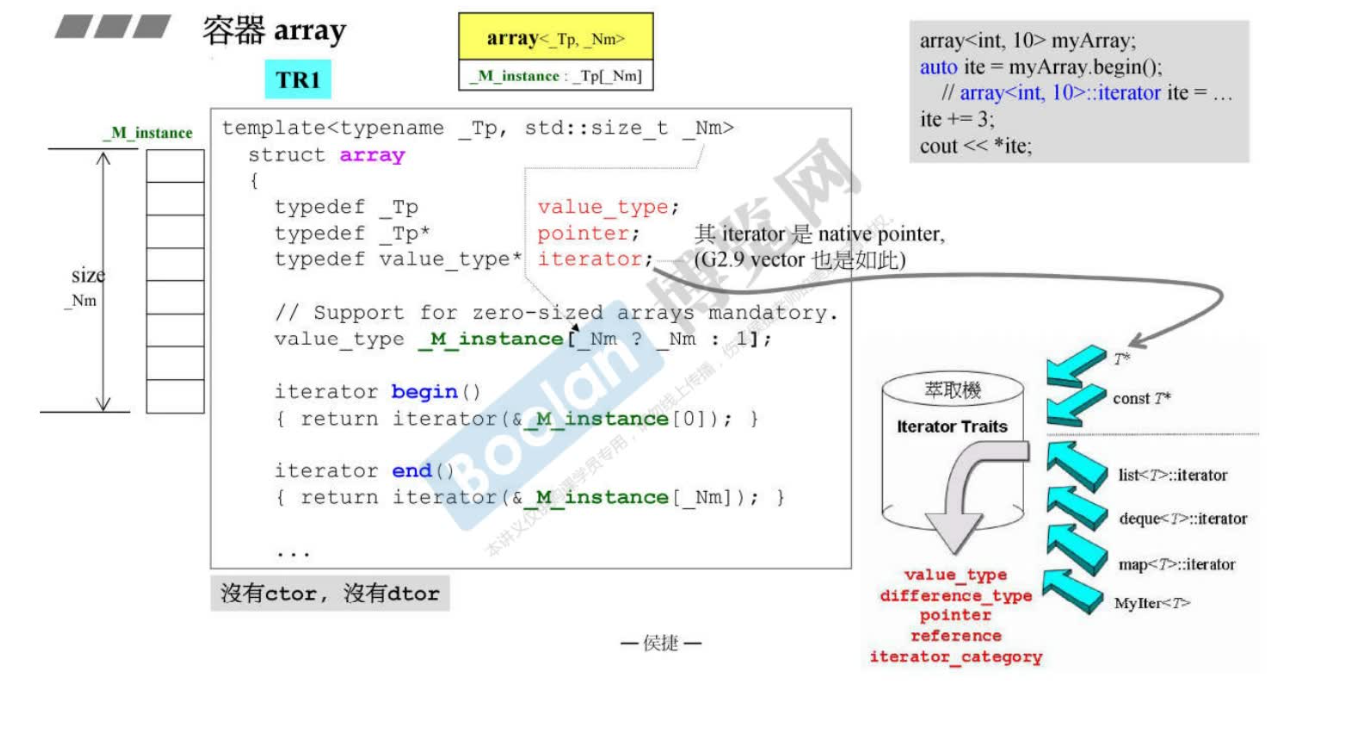 容器 array
array<_Tp, _Nm>
_M_instance : _Tp[_Nm]
TR1
array<int, 10> myArray;
auto ite = myArray.begin();
// array<int, 10>::iterator ite = …
ite += 3;
cout << *ite;
_M_instance
size
_Nm
template<typename _Tp, std::size_t _Nm>
struct array
{
typedef _Tp value_type;
typedef _Tp* pointer;
typedef value_type* iterator;
其 iterator 是 native pointer,
(G2.9 vector 也是如此)
// Support for zero-sized arrays mandatory.
value_type _M_instance[_Nm ? _Nm : 1];
iterator begin()
{ return iterator(&_M_instance[0]); }
iterator end()
{ return iterator(&_M_instance[_Nm]); }
...
沒有ctor, 沒有dtor
萃取機
Iterator Traits
T*
const T*
list<T>::iterator
deque<T>::iterator
map<T>::iterator
MyIter<T>
value_type
difference_type
pointer
reference
iterator_category
— 侯捷 —
Boolan
博览网